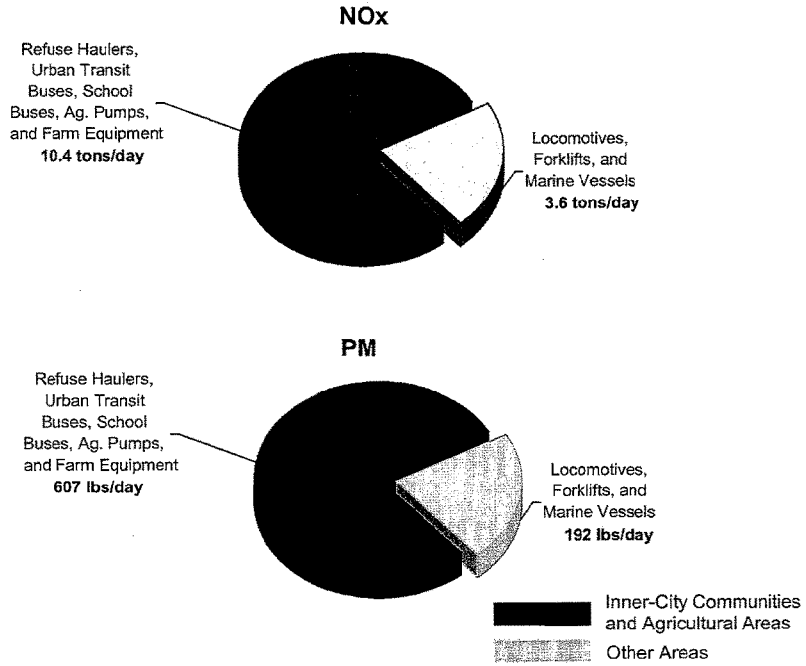 NOx
Refuse Haulers,
Urban Transit
Buses, School
Buses, Ag. Pumps,
and Farm Equipment
10.4 tons/day
Locomotives,
Forklifts, and
Marine Vessels
3.6 tons/day
PM
Refuse Haulers,
Urban Transit
Buses, School
Buses, Ag. Pumps,
and Farm Equipment
607 lbs/day
Locomotives,
Forklifts, and
Marine Vessels
192 lbs/day
Inner-City Communities
and Agricultural Areas
Other Areas